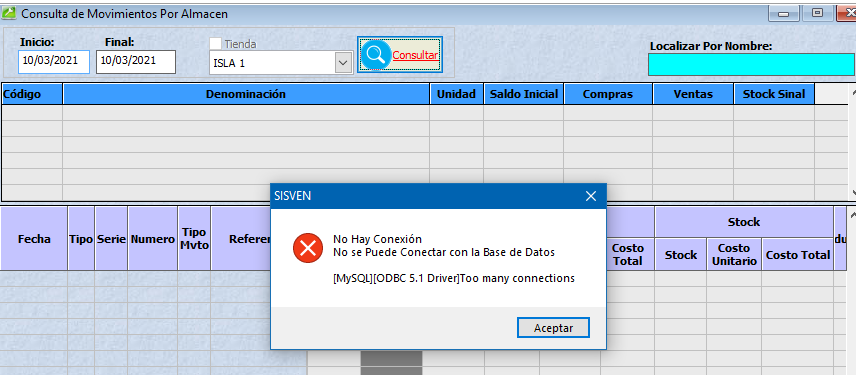 Consulta de Movimientos Por Almacen
Inicio: Final: Tienda
10/03/2021 10/03/2021 ISLA 1 Consultar
Localizar Por Nombre:
Código Denominación Unidad Saldo Inicial Compras Ventas Stock Sinal
SISVEN
No Hay Conexión
No se Puede Conectar con la Base de Datos
[MySQL][ODBC 5.1 Driver]Too many connections
Aceptar
Stock
Fecha Tipo Serie Numero Tipo Mvto Referen Costo Total Stock Costo Unitario Costo Total du